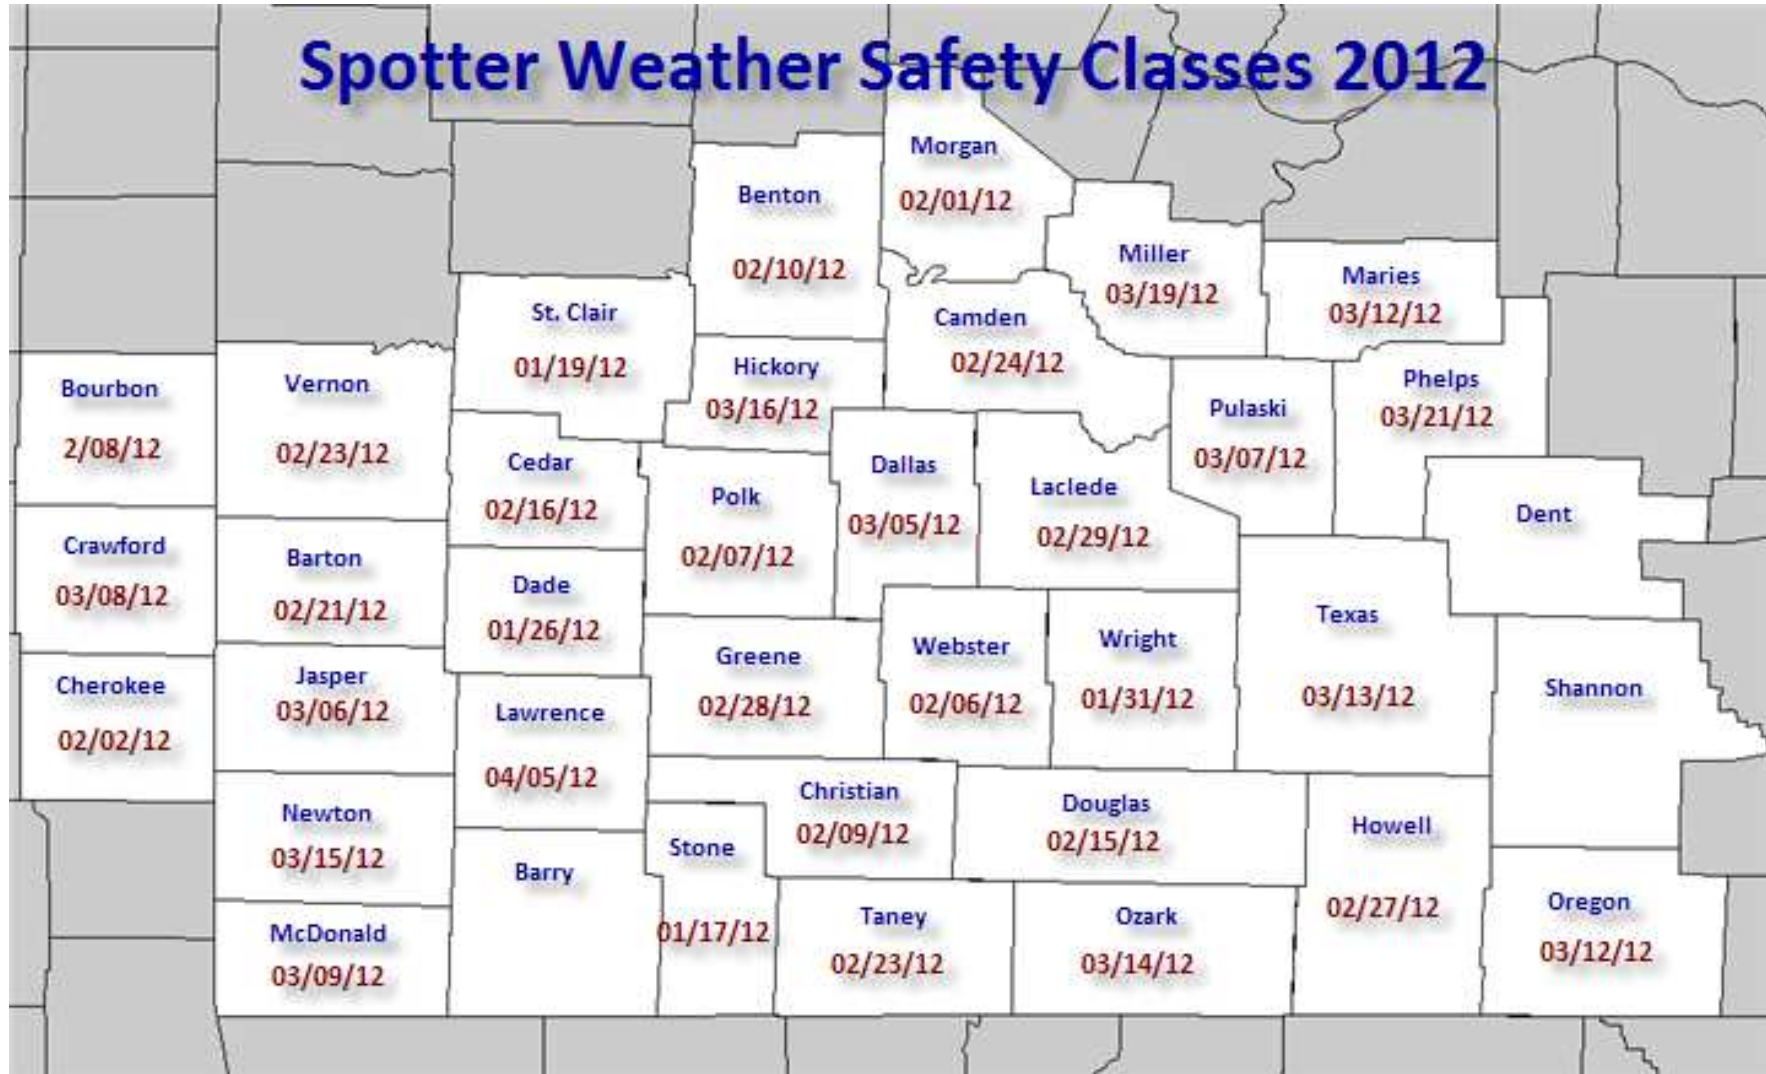 Spotter Weather Safety Classes 2012
Morgan
02/01/12
Benton
02/10/12
Miller
03/19/12
Maries
03/12/12
St. Clair
01/19/12
Camden
02/24/12
Hickory
03/16/12
Bourbon
2/08/12
Vernon
02/23/12
Phelps
03/21/12
Pulaski
03/07/12
Cedar
02/16/12
Polk
02/07/12
Dallas
03/05/12
Laclede
02/29/12
Dent
Crawford
03/08/12
Barton
02/21/12
Dade
01/26/12
Texas
03/13/12
Greene
02/28/12
Webster
02/06/12
Wright
01/31/12
Shannon
Cherokee
02/02/12
Jasper
03/06/12
Lawrence
04/05/12
Christian
02/09/12
Douglas
02/15/12
Howell
02/27/12
Newton
03/15/12
Barry
Stone
01/17/12
Taney
02/23/12
Ozark
03/14/12
Oregon
03/12/12
McDonald
03/09/12